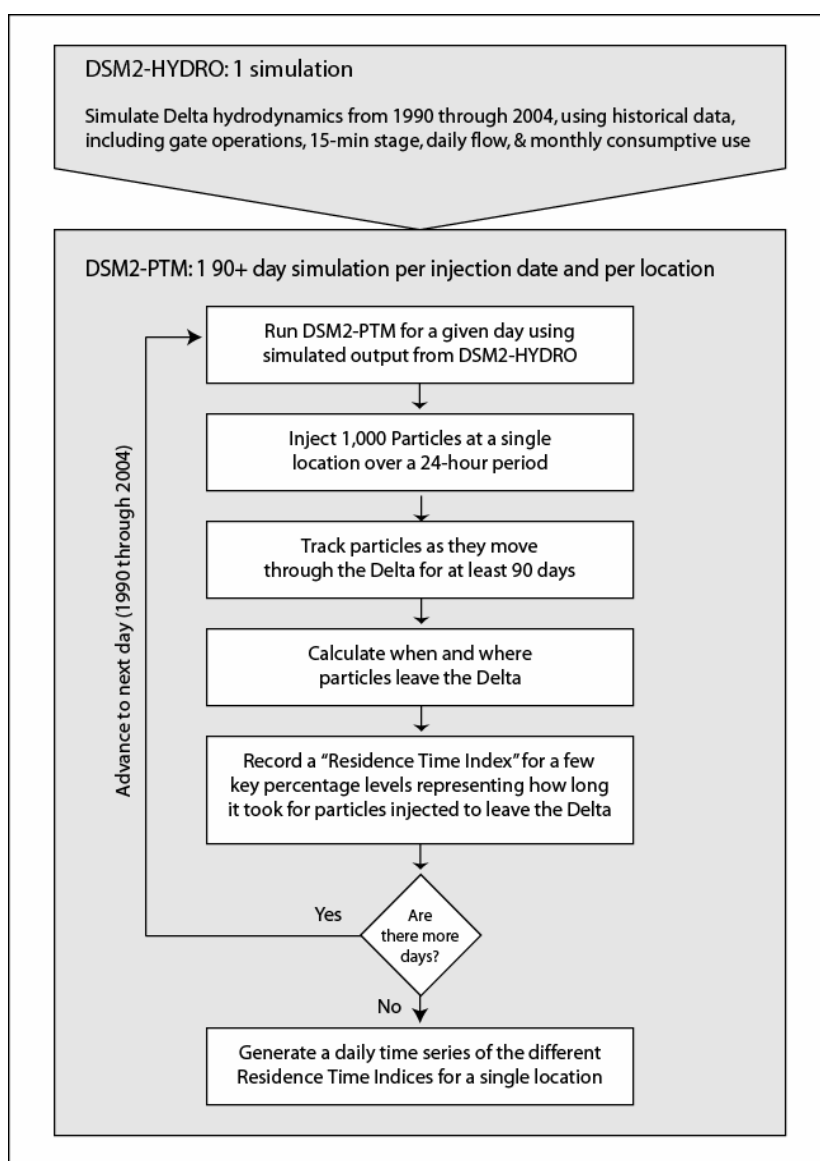 DSM2-HYDRO: 1 simulation
Simulate Delta hydrodynamics from 1990 through 2004, using historical data,
including gate operations, 15-min stage, daily flow, & monthly consumptive use
DSM2-PTM: 1 90+ day simulation per injection date and per location
Run DSM2-PTM for a given day using
simulated output from DSM2-HYDRO
Inject 1,000 Particles at a single
location over a 24-hour period
Track particles as they move
through the Delta for at least 90 days
Calculate when and where
particles leave the Delta
Record a “Residence Time Index” for a few
key percentage levels representing how long
it took for particles injected to leave the Delta
Advance to next day (1990 through 2004)
Yes
Are
there more
days?
No
Generate a daily time series of the different
Residence Time Indices for a single location